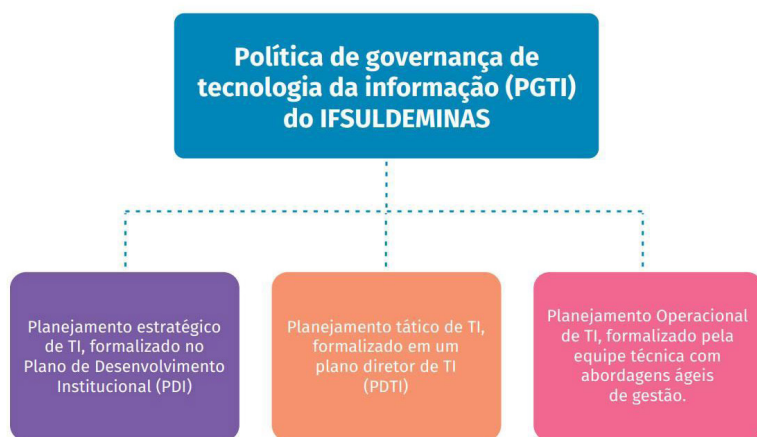 Política de governança de
tecnologia da informação (PGTI)
do IFSULDEMINAS
Planejamento estratégico
de TI, formalizado no
Plano de Desenvolvimento
Institucional (PDI)
Planejamento tático de TI,
formalizado em um
plano diretor de TI
(PDTI)
Planejamento Operacional
de TI, formalizado pela
equipe técnica com
abordagens ágeis
de gestão.